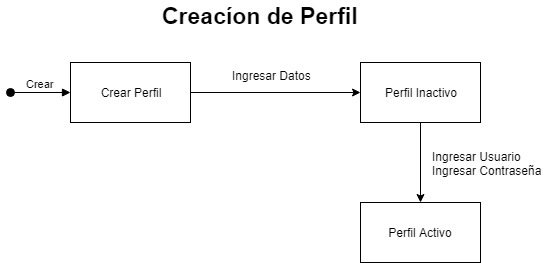 Creacíon de Perfil
Crear
Crear Perfil
Ingresar Datos
Perfil Inactivo
Ingresar Usuario
Ingresar Contraseña
Perfil Activo